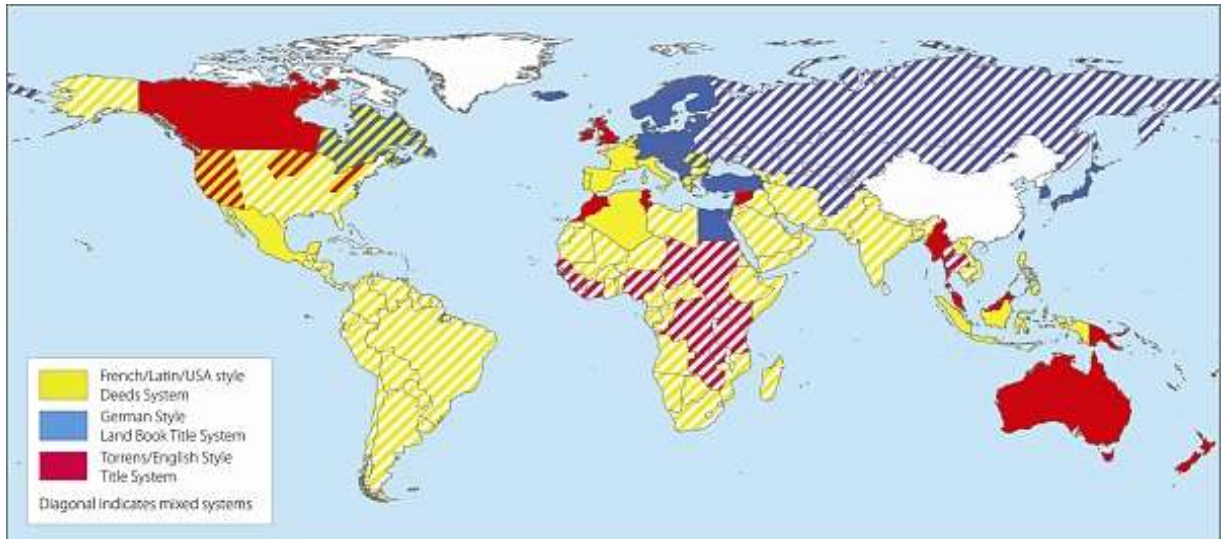 French/Latin/USA style
Deeds System
German Style
Land Book Title System
Torrens/English Style
Title System
Diagonal indicates mixed systems